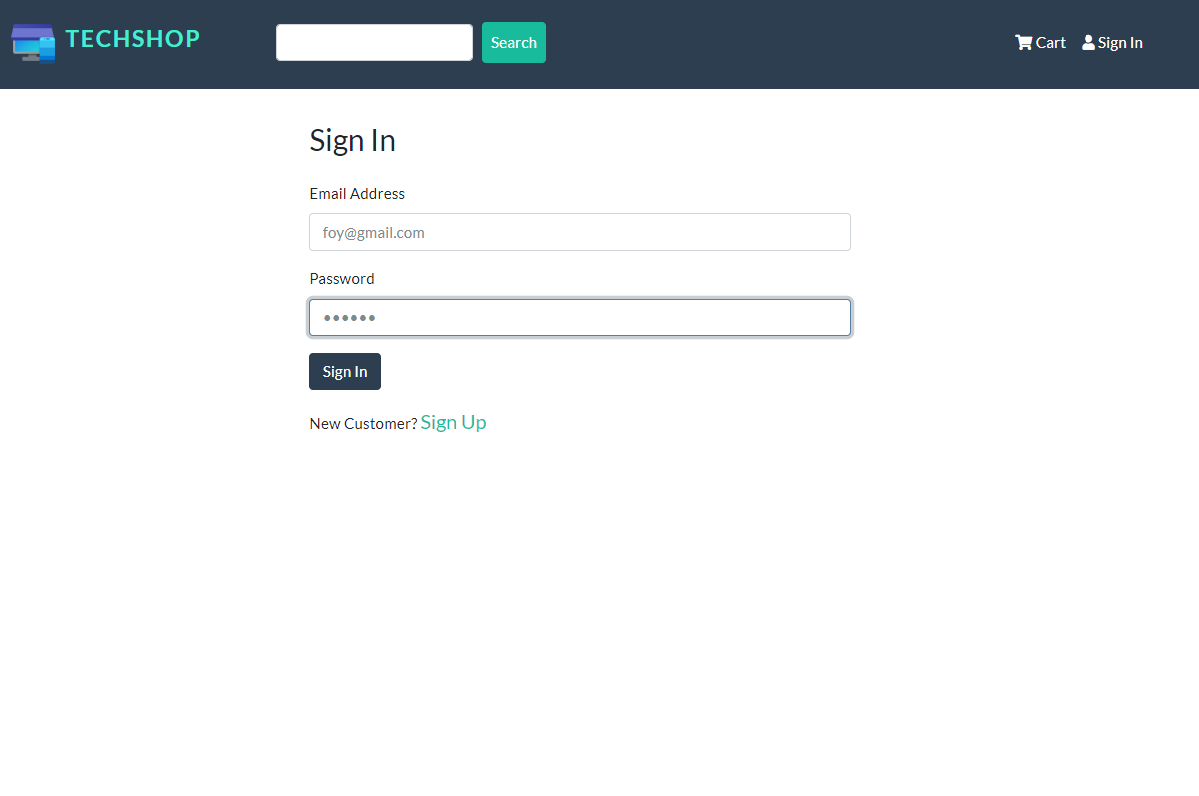 TECHSHOP
Search
Cart
Sign In
Sign In
Email Address
foy@gmail.com
Password
••••••
Sign In
New Customer? Sign Up